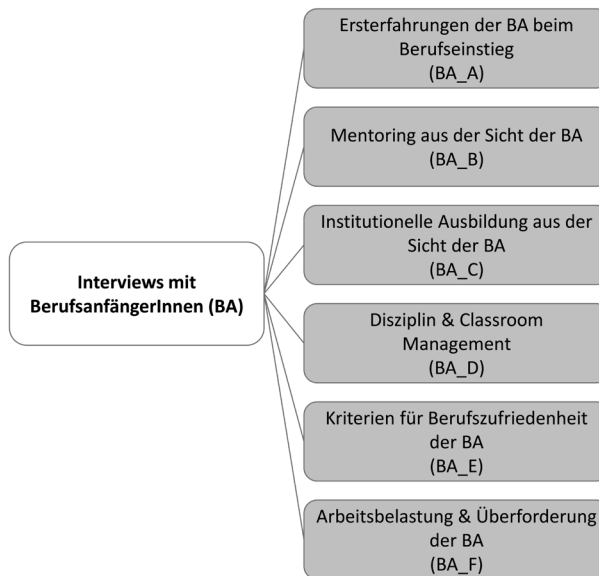 Ersterfahrungen der BA beim
Berufseinstieg
(BA_A)
Mentoring aus der Sicht der BA
(BA_B)
Institutionelle Ausbildung aus der
Sicht der BA
(BA_C)
Interviews mit
BerufsanfängerInnen (BA)
Disziplin & Classroom
Management
(BA_D)
Kriterien für Berufszufriedenheit
der BA
(BA_E)
Arbeitsbelastung & Überforderung
der BA
(BA_F)